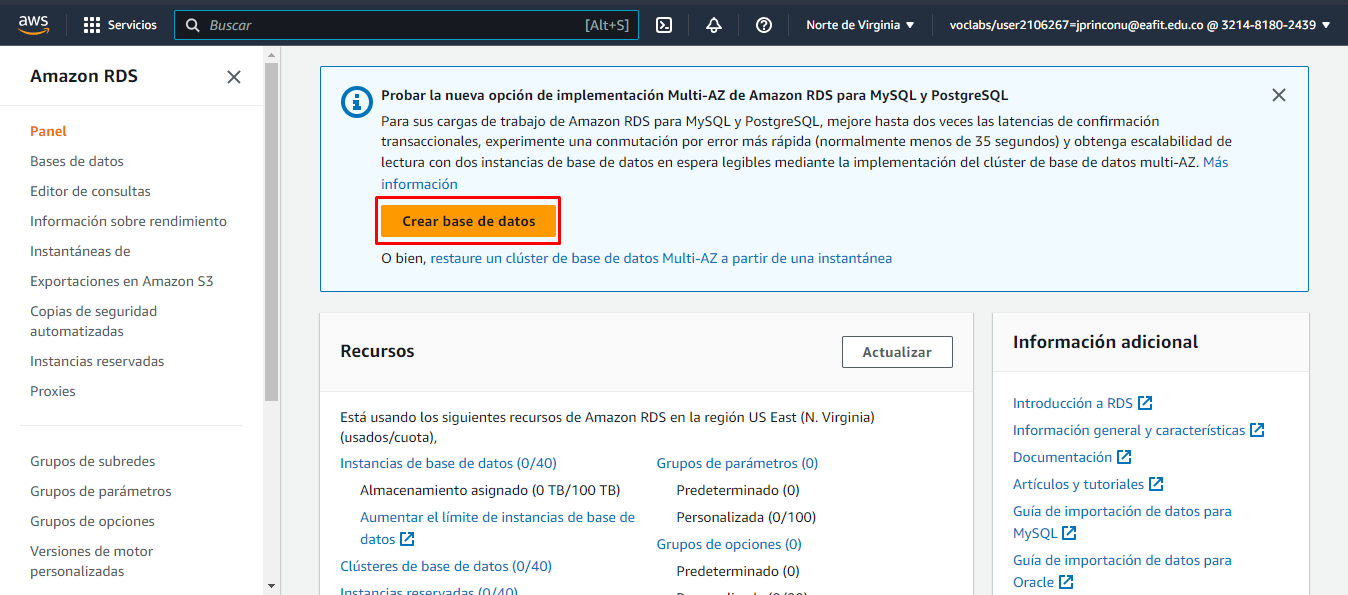 aws
Servicios
Buscar
[Alt+S]
Norte de Virginia
voclabs/user2106267=jprinconu@eafit.edu.co @ 3214-8180-2439
Amazon RDS
Panel
Bases de datos
Editor de consultas
Información sobre rendimiento
Instantáneas de
Exportaciones en Amazon S3
Copias de seguridad
automatizadas
Instancias reservadas
Proxies
Grupos de subredes
Grupos de parámetros
Grupos de opciones
Versiones de motor
personalizadas
Probar la nueva opción de implementación Multi-AZ de Amazon RDS para MySQL y PostgreSQL
Para sus cargas de trabajo de Amazon RDS para MySQL y PostgreSQL, mejore hasta dos veces las latencias de confirmación
transaccionales, experimente una conmutación por error más rápida (normalmente menos de 35 segundos) y obtenga escalabilidad de
lectura con dos instancias de base de datos en espera legibles mediante la implementación del clúster de base de datos multi-AZ. Más
información
Crear base de datos
O bien, restaure un clúster de base de datos Multi-AZ a partir de una instantánea
Recursos
Actualizar
Está usando los siguientes recursos de Amazon RDS en la región US East (N. Virginia)
(usados/cuota),
Instancias de base de datos (0/40)
Almacenamiento asignado (0 TB/100 TB)
Aumentar el límite de instancias de base de
datos
Clústeres de base de datos (0/40)
Instancias reservadas (0/40)
Grupos de parámetros (0)
Predeterminado (0)
Personalizada (0/100)
Grupos de opciones (0)
Predeterminado (0)
Información adicional
Introducción a RDS
Información general y características
Documentación
Artículos y tutoriales
Guía de importación de datos para
MySQL
Guía de importación de datos para
Oracle